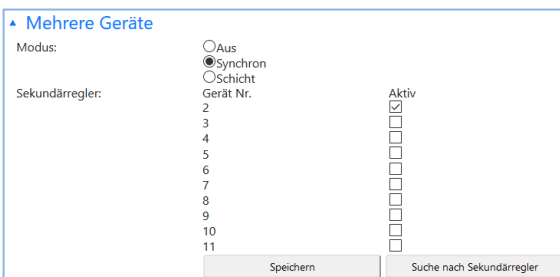 Mehrere Geräte
Modus: Aus
Synchron
Schicht
Sekundärregler: Gerät Nr. Aktiv
2
3
4
5
6
7
8
9
10
11
Speichern Suche nach Sekundärregler